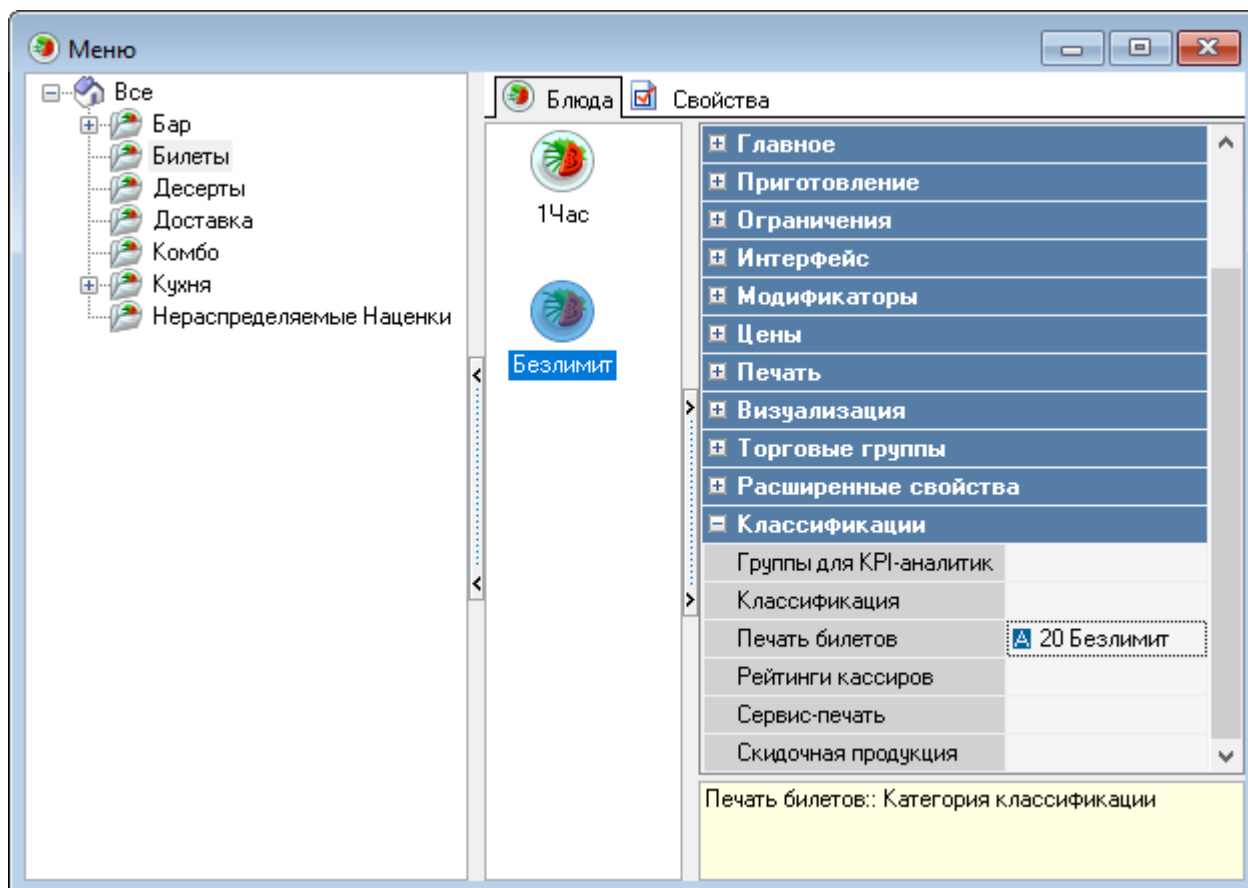 Меню
Все
Бар
Билеты
Десерты
Доставка
Комбо
Кухня
Нераспределяемые Наценки
Блюда
Свойства
1Час
Безлимит
Главное
Приготовление
Ограничения
Интерфейс
Модификаторы
Цены
Печать
Визуализация
Торговые группы
Расширенные свойства
Классификации
Группы для KPI-аналитик
Классификация
Печать билетов A 20 Безлимит
Рейтинги кассиров
Сервис-печать
Скидочная продукция
Печать билетов:: Категория классификации